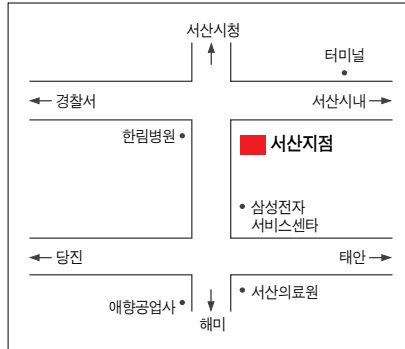 서산시청
터미널
경찰서
서산시내
한림병원
서산지점
삼성전자
서비스센타
당진
태안
애향공업사
서산의료원
해미